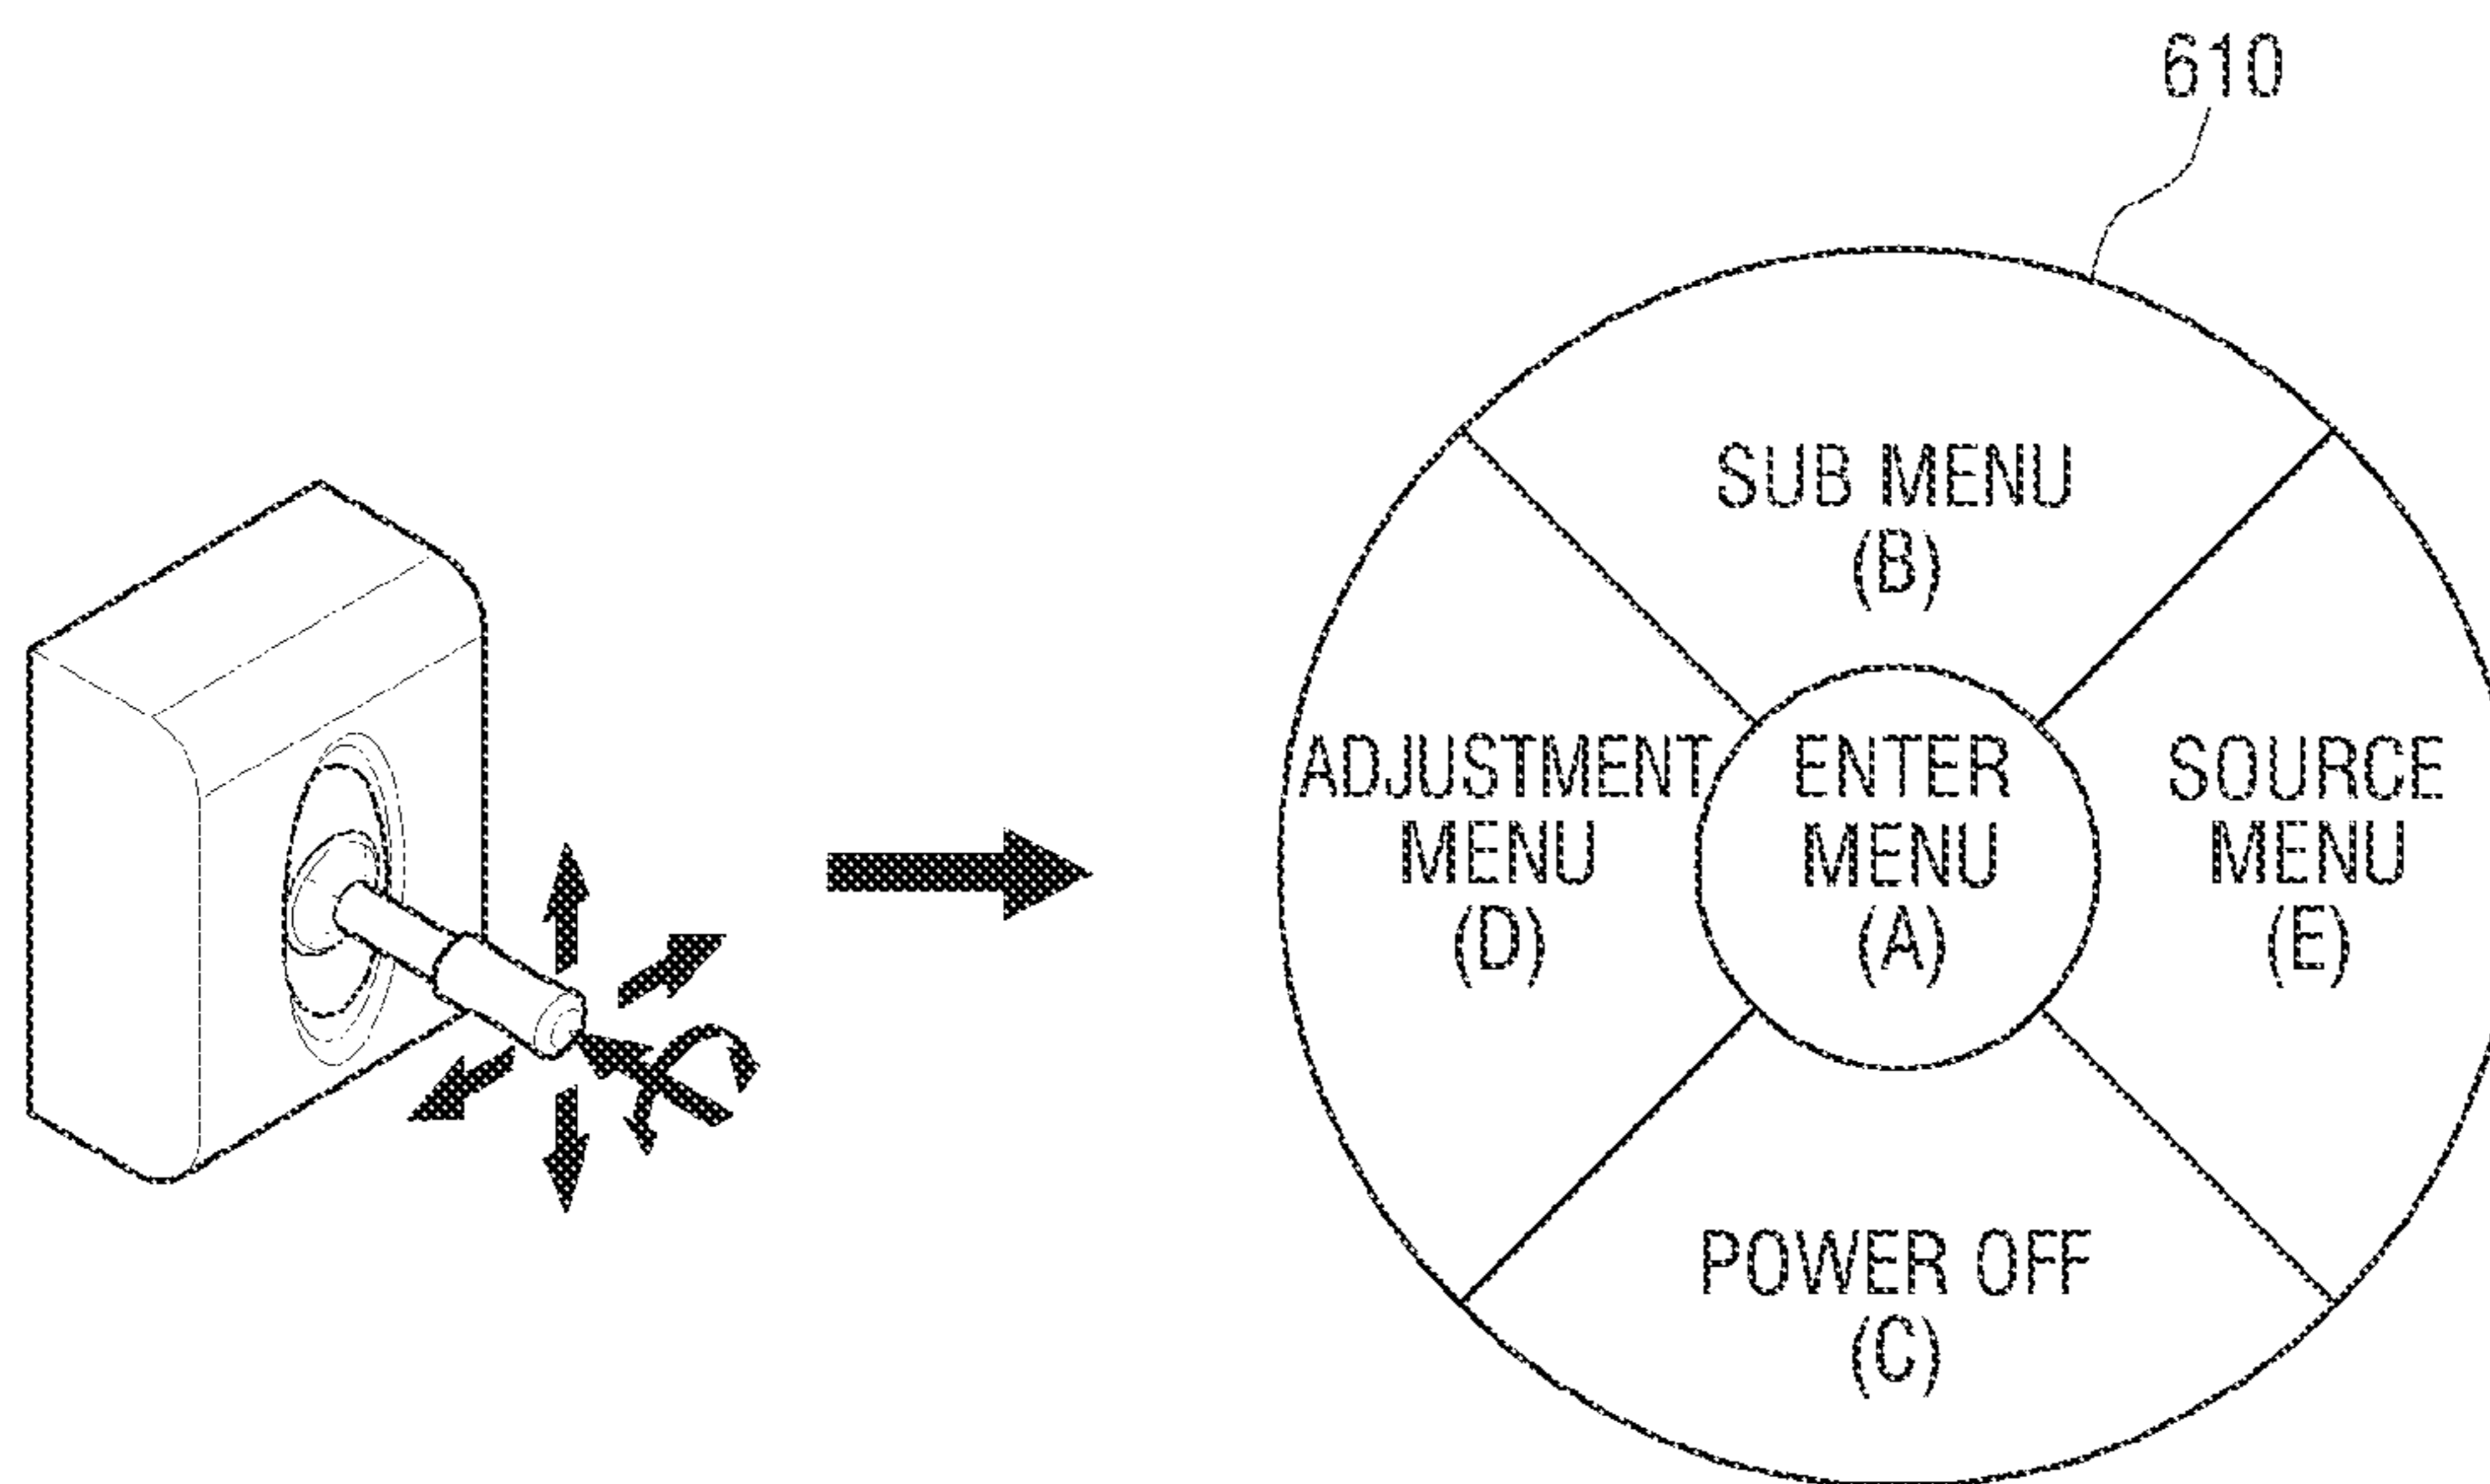 610
SUB MENU
(B)
ADJUSTMENT
MENU
(D)
ENTER
MENU
(A)
SOURCE
MENU
(E)
POWER OFF
(C)